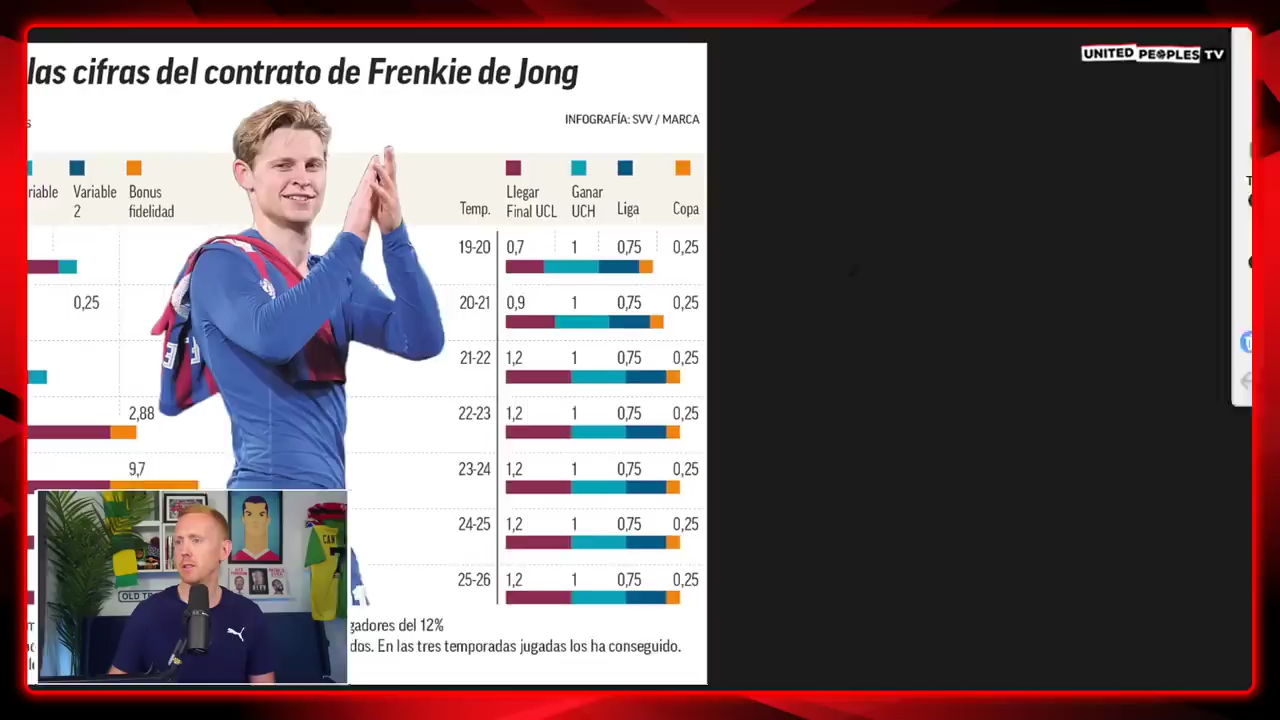 UNITED PEOPLES TV
las cifras del contrato de Frenkie de Jong
INFOGRAFÍA: SVV / MARCA
riable
Variable 2
Bonus fidelidad
Temp.
Llegar Final UCL
Ganar UCH
Liga
Copa
19-20 0,7 1 0,75 0,25
0,25
20-21 0,9 1 0,75 0,25
21-22 1,2 1 0,75 0,25
2,88
22-23 1,2 1 0,75 0,25
9,7
23-24 1,2 1 0,75 0,25
24-25 1,2 1 0,75 0,25
25-26 1,2 1 0,75 0,25
gadores del 12%
dos. En las tres temporadas jugadas los ha conseguido.
OLD TR
CAN